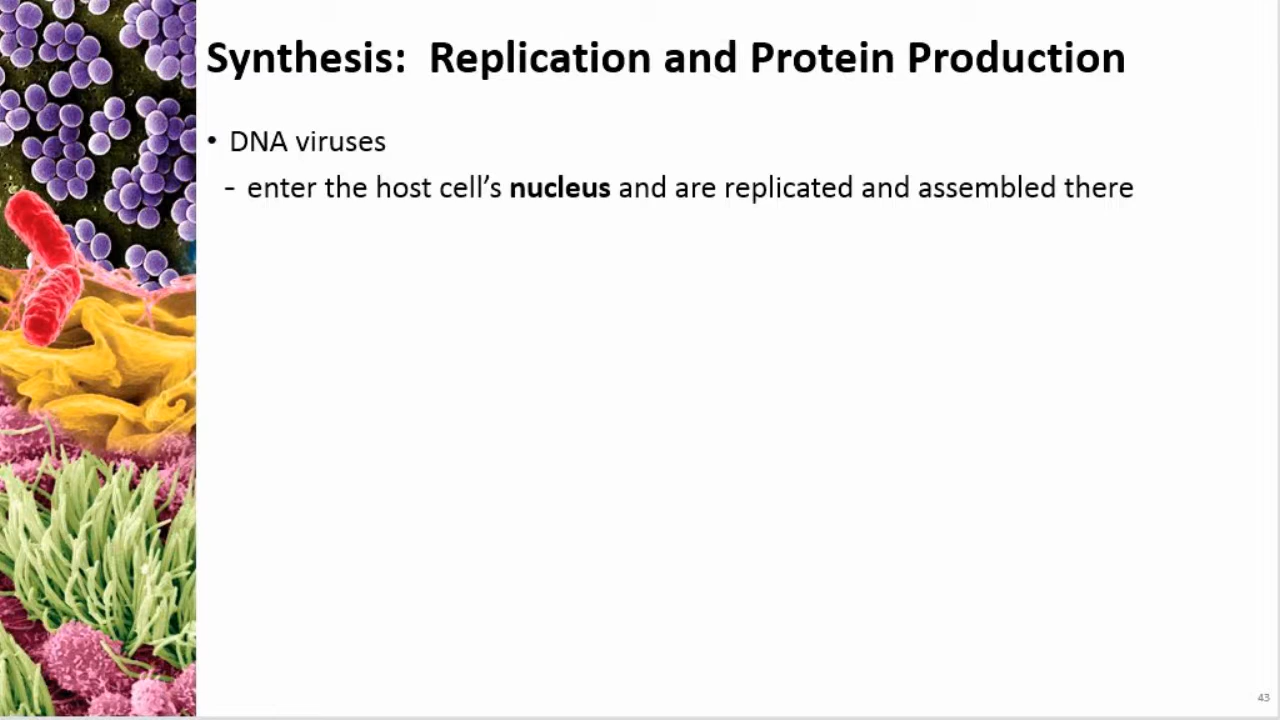 Synthesis:  Replication and Protein Production
• DNA viruses
- enter the host cell’s nucleus and are replicated and assembled there
43